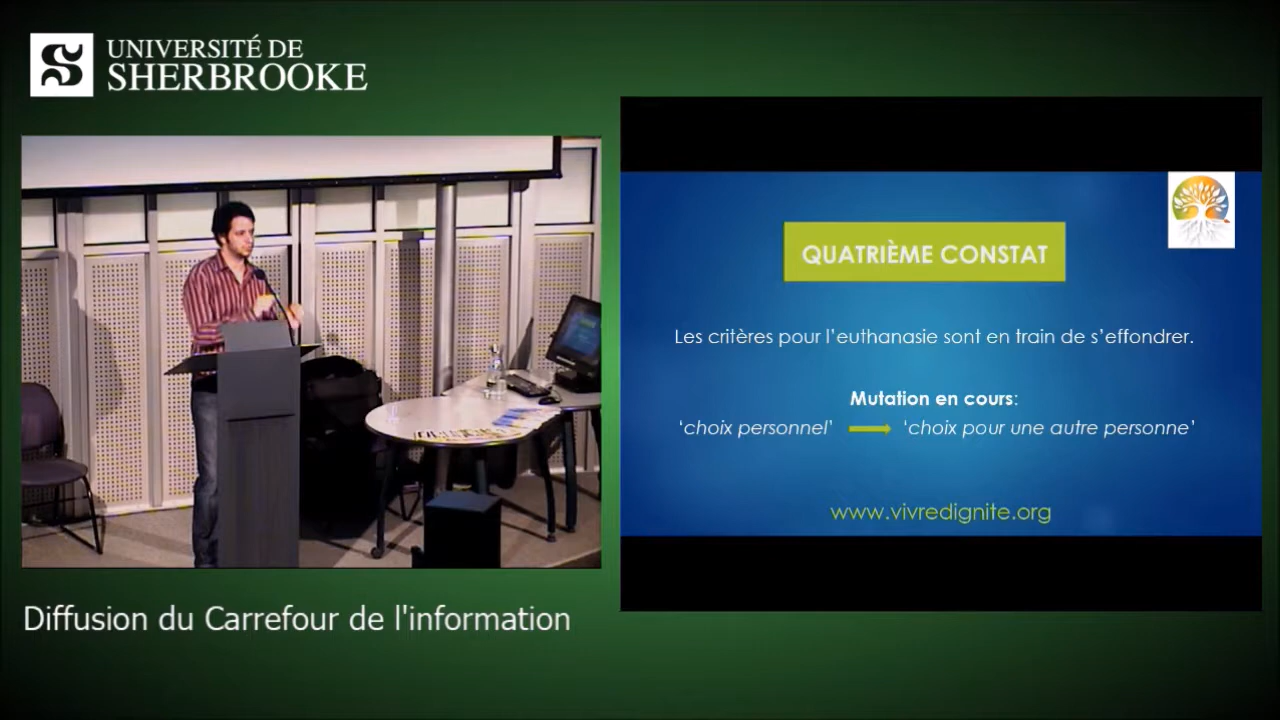 UNIVERSITÉ DE
SHERBROOKE
QUATRIÈME CONSTAT
Les critères pour l’euthanasie sont en train de s’effondrer.
Mutation en cours:
‘choix personnel’ ‘choix pour une autre personne’
www.vivredignite.org
Diffusion du Carrefour de l'information